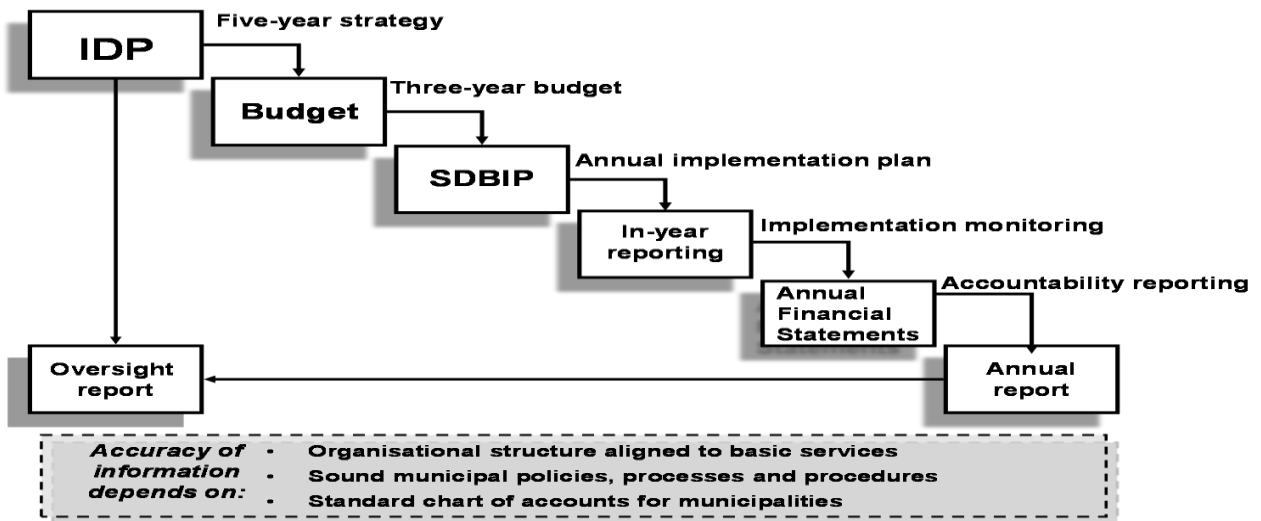 IDP
Five-year strategy
Budget
Three-year budget
SDBIP
Annual implementation plan
In-year
reporting
Implementation monitoring
Annual
Financial
Statements
Accountability reporting
Annual
report
Oversight
report
Accuracy of
information
depends on:
• Organisational structure aligned to basic services
• Sound municipal policies, processes and procedures
• Standard chart of accounts for municipalities